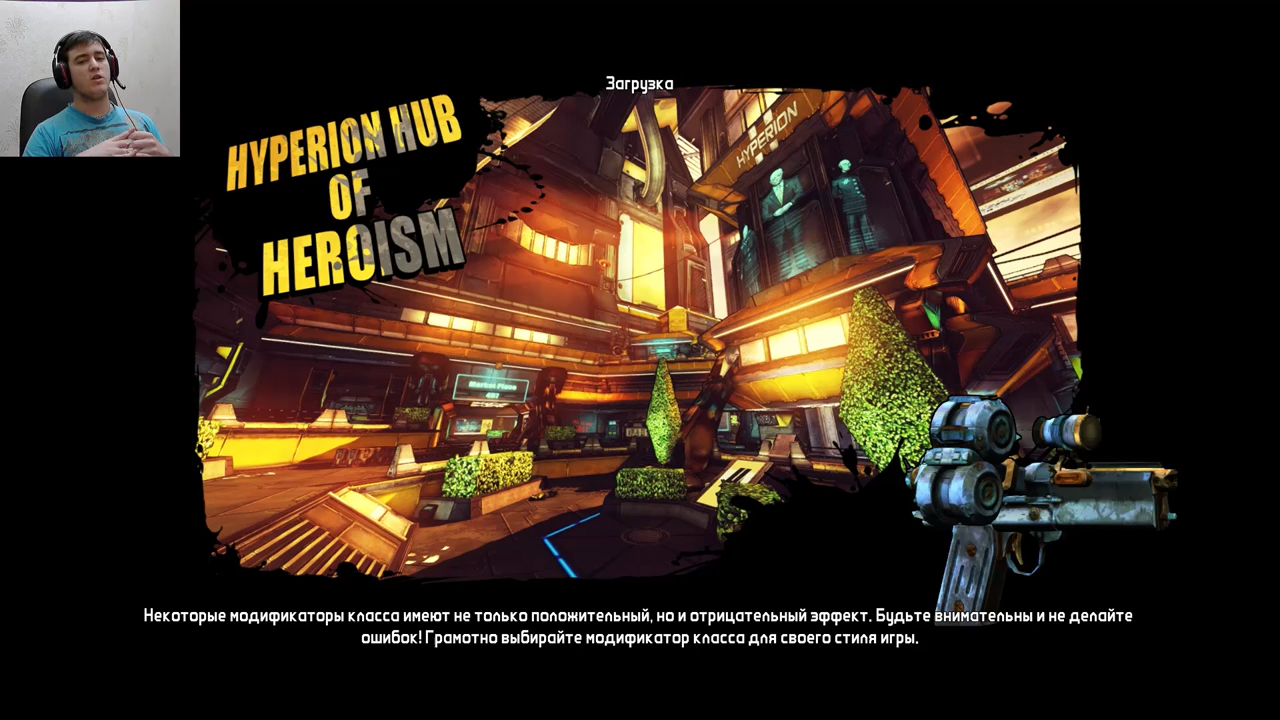 Загрузка
HYPERION HUB
OF
HEROISM
HYPERION
Market Place
Некоторые модификаторы класса имеют не только положительный, но и отрицательный эффект. Будьте внимательны и не делайте
ошибок! Грамотно выбирайте модификатор класса для своего стиля игры.